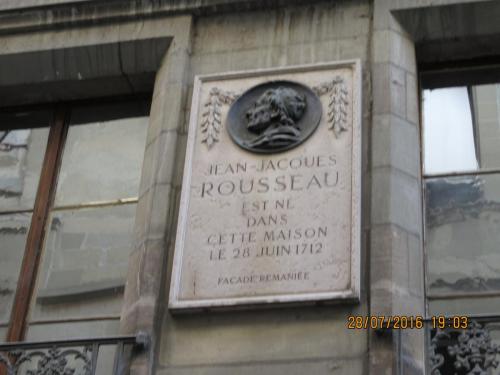 JEAN-JACQUES
ROUSSEAU
EST NÉ
DANS
CETTE MAISON
LE 28 JUIN 1712
FAÇADE REMANIÉE
28/07/2016 19:03